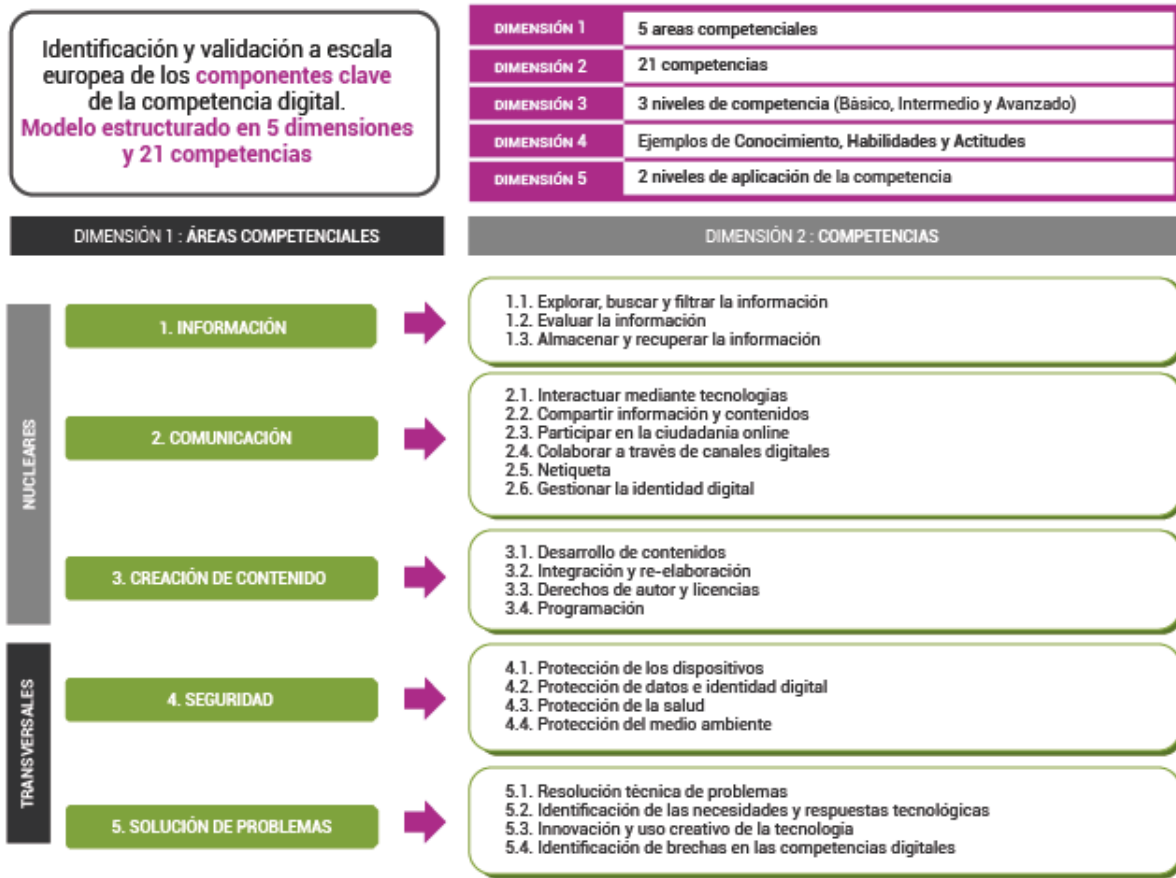 Identificación y validación a escala
europea de los componentes clave
de la competencia digital.
Modelo estructurado en 5 dimensiones
y 21 competencias
DIMENSIÓN 1 5 areas competenciales
DIMENSIÓN 2 21 competencias
DIMENSIÓN 3 3 niveles de competencia (Básico, Intermedio y Avanzado)
DIMENSIÓN 4 Ejemplos de Conocimiento, Habilidades y Actitudes
DIMENSIÓN 5 2 niveles de aplicación de la competencia
DIMENSIÓN 1 : ÁREAS COMPETENCIALES
DIMENSIÓN 2 : COMPETENCIAS
NUCLEARES
1. INFORMACIÓN
1.1. Explorar, buscar y filtrar la información
1.2. Evaluar la información
1.3. Almacenar y recuperar la información
2. COMUNICACIÓN
2.1. Interactuar mediante tecnologías
2.2. Compartir información y contenidos
2.3. Participar en la ciudadanía online
2.4. Colaborar a través de canales digitales
2.5. Netiqueta
2.6. Gestionar la identidad digital
3. CREACIÓN DE CONTENIDO
3.1. Desarrollo de contenidos
3.2. Integración y re-elaboración
3.3. Derechos de autor y licencias
3.4. Programación
TRANSVERSALES
4. SEGURIDAD
4.1. Protección de los dispositivos
4.2. Protección de datos e identidad digital
4.3. Protección de la salud
4.4. Protección del medio ambiente
5. SOLUCIÓN DE PROBLEMAS
5.1. Resolución técnica de problemas
5.2. Identificación de las necesidades y respuestas tecnológicas
5.3. Innovación y uso creativo de la tecnología
5.4. Identificación de brechas en las competencias digitales